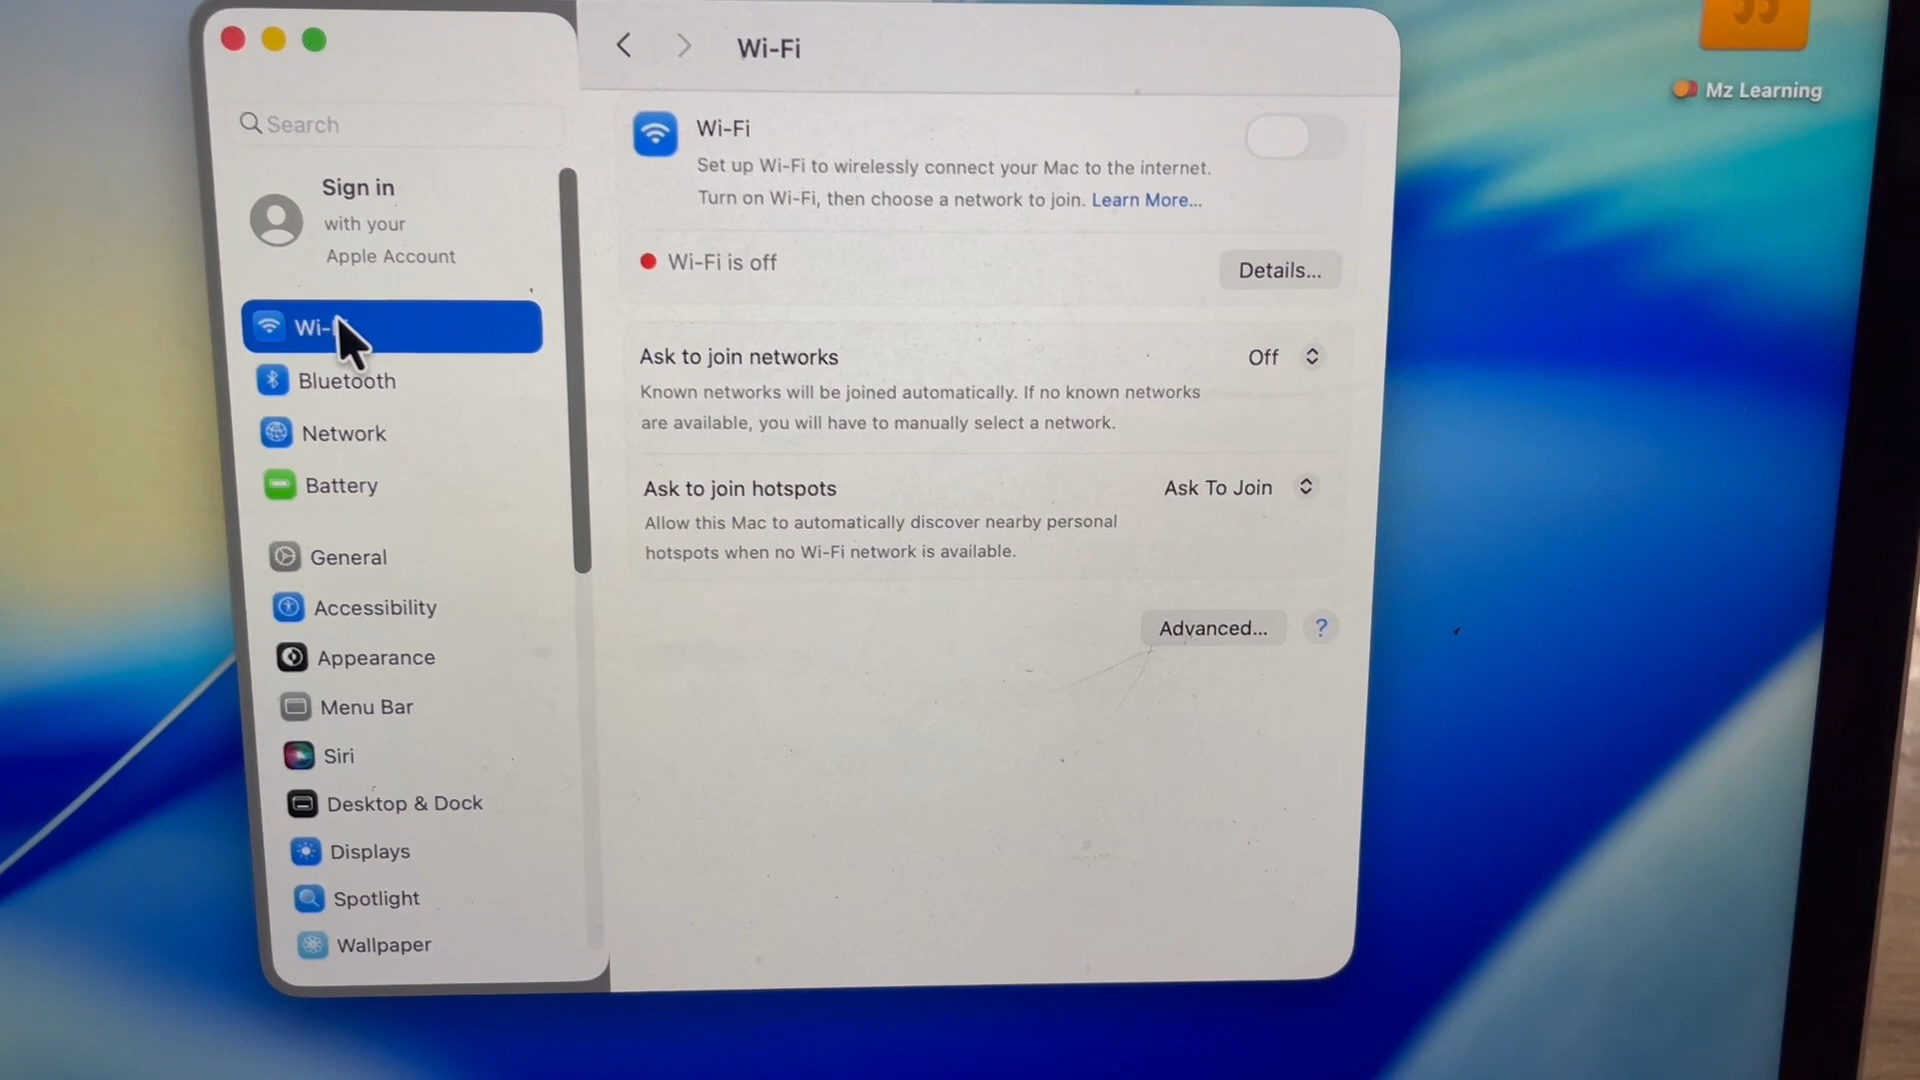 Wi-Fi
Mz Learning
Search
Sign in
with your
Apple Account
Wi-
Bluetooth
Network
Battery
General
Accessibility
Appearance
Menu Bar
Siri
Desktop & Dock
Displays
Spotlight
Wallpaper
Wi-Fi
Set up Wi-Fi to wirelessly connect your Mac to the internet.
Turn on Wi-Fi, then choose a network to join. Learn More...
Wi-Fi is off
Details...
Ask to join networks
Off
Known networks will be joined automatically. If no known networks
are available, you will have to manually select a network.
Ask to join hotspots
Ask To Join
Allow this Mac to automatically discover nearby personal
hotspots when no Wi-Fi network is available.
Advanced...
?